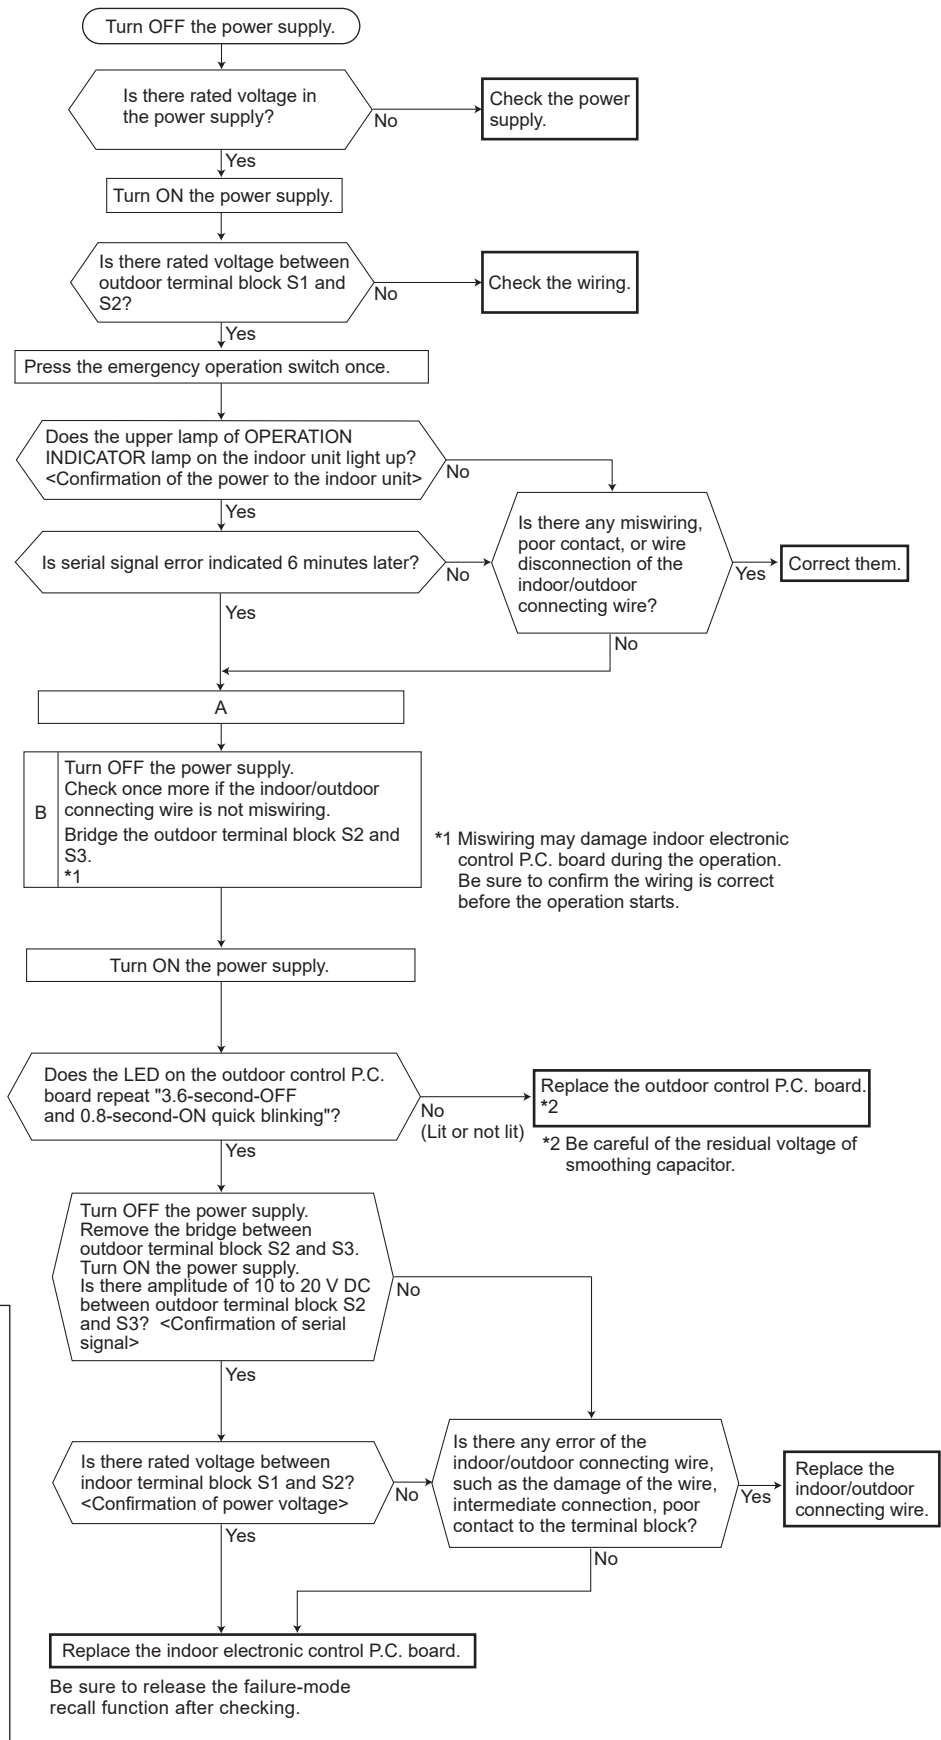 Turn OFF the power supply.
Is there rated voltage in
the power supply?
No
Check the power
supply.
Yes
Turn ON the power supply.
Is there rated voltage between
outdoor terminal block S1 and
S2?
No
Check the wiring.
Yes
Press the emergency operation switch once.
Does the upper lamp of OPERATION
INDICATOR lamp on the indoor unit light up?
<Confirmation of the power to the indoor unit>
No
Yes
Is serial signal error indicated 6 minutes later?
No
Is there any miswiring,
poor contact, or wire
disconnection of the
indoor/outdoor
connecting wire?
Yes
Correct them.
Yes
No
A
B
Turn OFF the power supply.
Check once more if the indoor/outdoor
connecting wire is not miswiring.
Bridge the outdoor terminal block S2 and
S3.
*1
*1 Miswiring may damage indoor electronic
control P.C. board during the operation.
Be sure to confirm the wiring is correct
before the operation starts.
Turn ON the power supply.
Does the LED on the outdoor control P.C.
board repeat "3.6-second-OFF
and 0.8-second-ON quick blinking"?
No
(Lit or not lit)
Replace the outdoor control P.C. board.
*2
*2 Be careful of the residual voltage of
smoothing capacitor.
Yes
Turn OFF the power supply.
Remove the bridge between
outdoor terminal block S2 and S3.
Turn ON the power supply.
Is there amplitude of 10 to 20 V DC
between outdoor terminal block S2
and S3? <Confirmation of serial
signal>
No
Yes
Is there rated voltage between
indoor terminal block S1 and S2?
<Confirmation of power voltage>
No
Is there any error of the
indoor/outdoor connecting wire,
such as the damage of the wire,
intermediate connection, poor
contact to the terminal block?
Yes
Replace the
indoor/outdoor
connecting wire.
Yes
No
Replace the indoor electronic control P.C. board.
Be sure to release the failure-mode
recall function after checking.